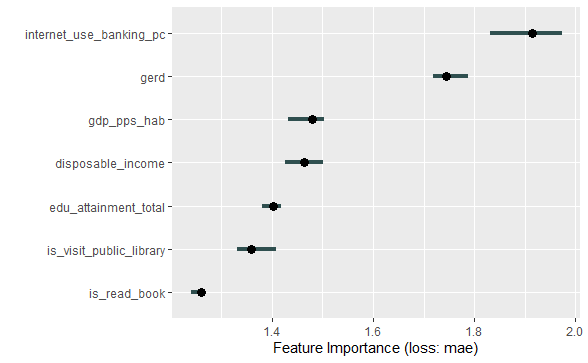 internet_use_banking_pc
gerd
gdp_pps_hab
disposable_income
edu_attainment_total
is_visit_public_library
is_read_book
1.4 1.6 1.8 2.0
Feature Importance (loss: mae)